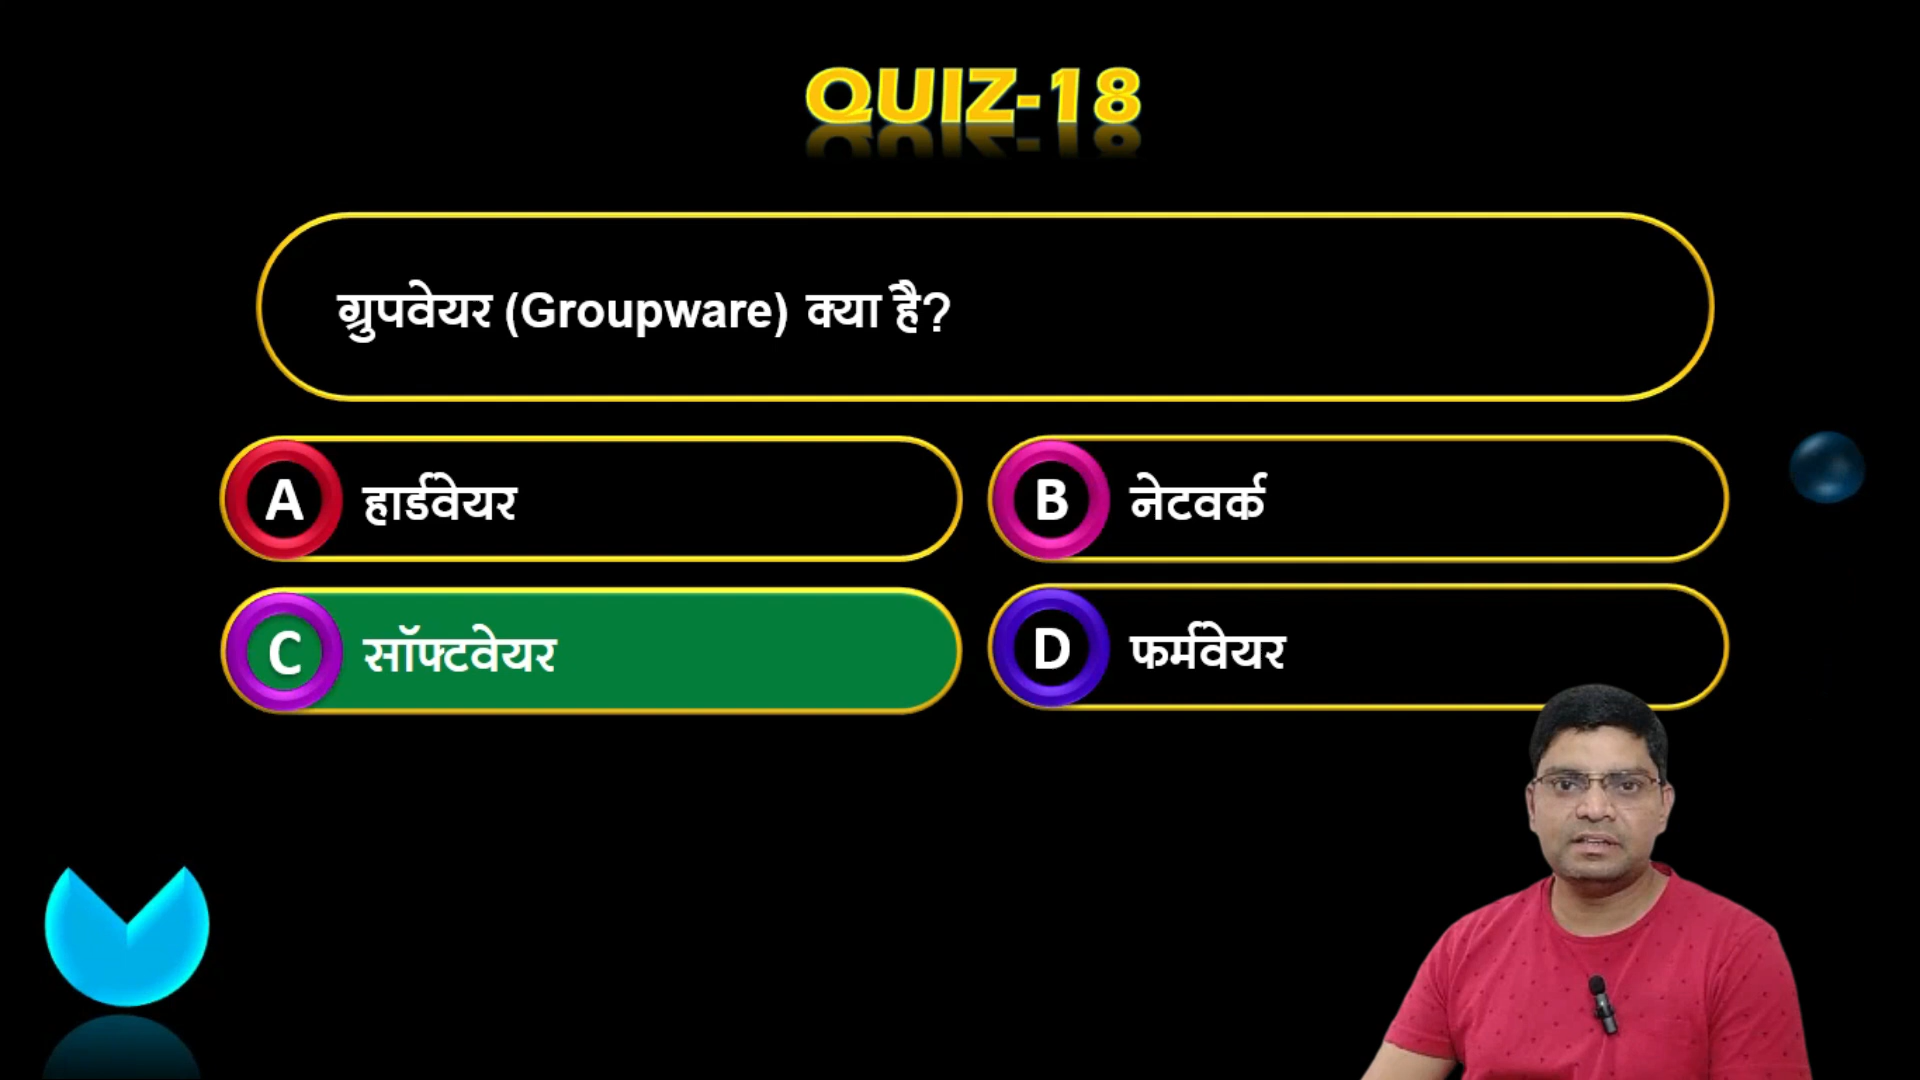 QUIZ-18
ग्रुपवेयर (Groupware) क्या है?
A हार्डवेयर
B नेटवर्क
C सॉफ्टवेयर
D फर्मवेयर